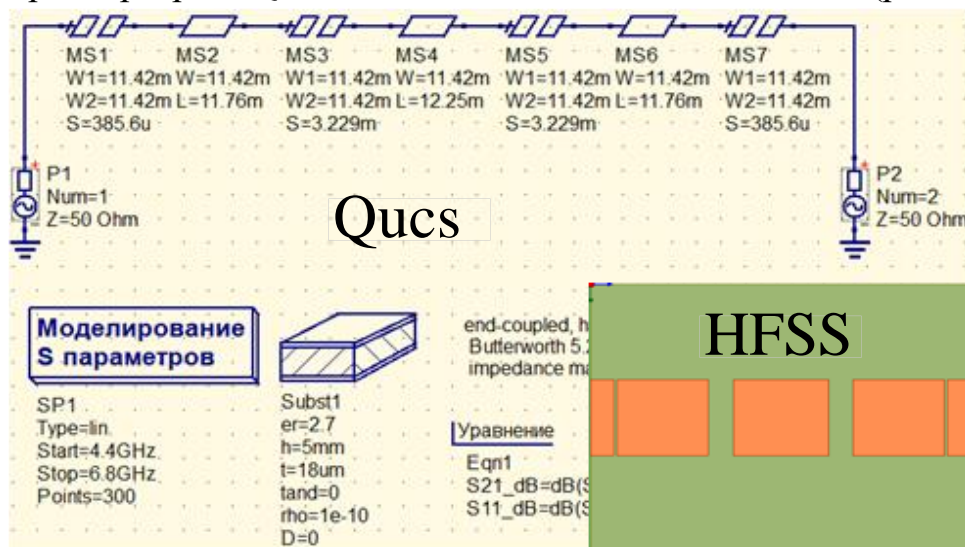 MS1 MS2 MS3 MS4 MS5 MS6 MS7
W1=11.42m W=11.42m W1=11.42m W=11.42m W1=11.42m W=11.42m W1=11.42m
W2=11.42m L=11.76m W2=11.42m L=12.25m W2=11.42m L=11.76m W2=11.42m
S=385.6u S=3.229m S=3.229m S=385.6u
P1
Num=1
Z=50 Ohm
Qucs
P2
Num=2
Z=50 Ohm
Моделирование
S параметров
SP1
Type=lin
Start=4.4GHz
Stop=6.8GHz
Points=300
Subst1
er=2.7
h=5mm
t=18um
tand=0
rho=1e-10
D=0
end-coupled, h
Butterworth 5.2
impedance ma
Уравнение
Eqn1
S21_dB=dB(S
S11_dB=dB(S
HFSS